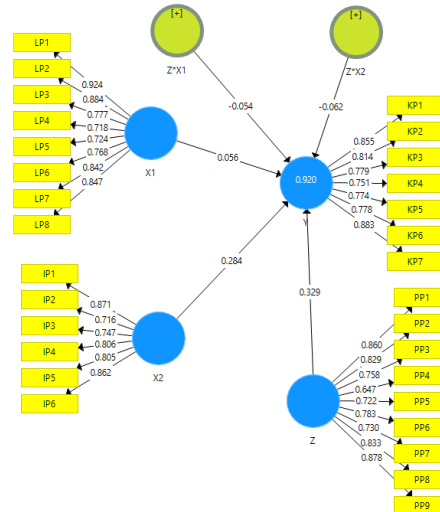 [+]
Z*X1
[+]
Z*X2
LP1
LP2
LP3
LP4
LP5
LP6
LP7
LP8
0.924
0.884
0.777
0.718
0.724
0.768
0.842
0.847
X1
-0.054
-0.062
0.056
0.920
Y
0.855
0.814
0.779
0.751
0.774
0.778
0.883
KP1
KP2
KP3
KP4
KP5
KP6
KP7
0.284
0.329
IP1
IP2
IP3
IP4
IP5
IP6
0.871
0.716
0.747
0.806
0.805
0.862
X2
Z
0.860
0.829
0.758
0.647
0.722
0.783
0.730
0.833
0.878
PP1
PP2
PP3
PP4
PP5
PP6
PP7
PP8
PP9